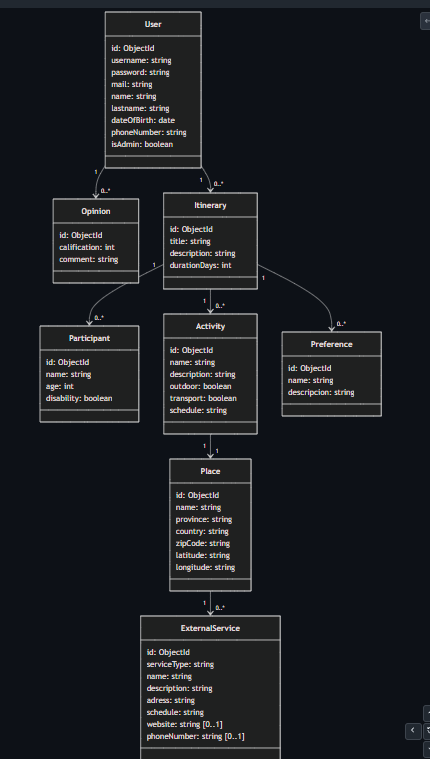 User
id: ObjectId
username: string
password: string
mail: string
name: string
lastname: string
dateOfBirth: date
phoneNumber: string
isAdmin: boolean
1
1
0..*
0..*
Opinion
id: ObjectId
calification: int
comment: string
Itinerary
id: ObjectId
title: string
description: string
durationDays: int
1
1
1
0..*
0..*
0..*
Participant
id: ObjectId
name: string
age: int
disability: boolean
Activity
id: ObjectId
name: string
description: string
outdoor: boolean
transport: boolean
schedule: string
Preference
id: ObjectId
name: string
descripcion: string
1
1
Place
id: ObjectId
name: string
province: string
country: string
zipCode: string
latitude: string
longitude: string
1
0..*
ExternalService
id: ObjectId
serviceType: string
name: string
description: string
adress: string
schedule: string
website: string [0..1]
phoneNumber: string [0..1]